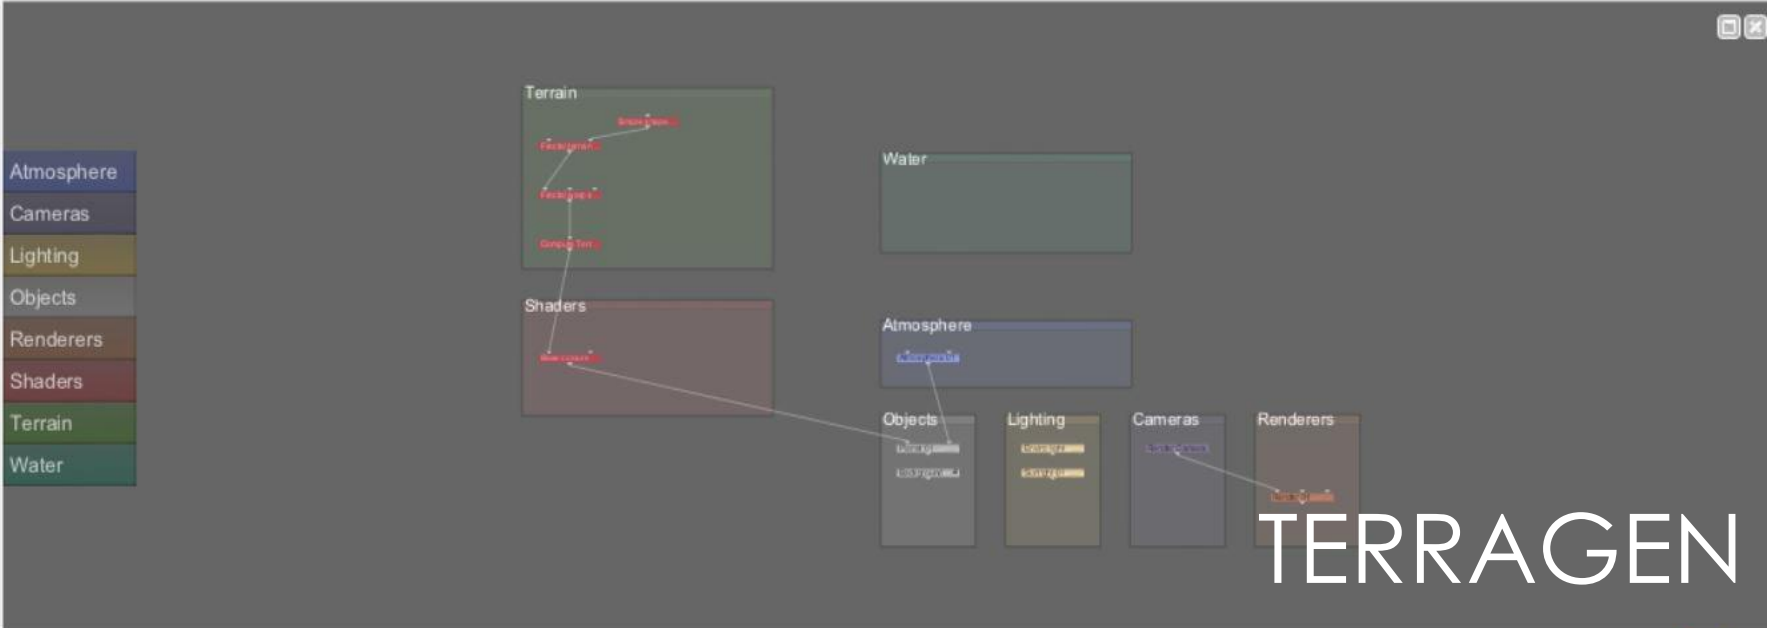 Terrain
Water
Atmosphere
Cameras
Lighting
Objects
Renderers
Shaders
Terrain
Water
Shaders
Atmosphere
Objects
Lighting
Cameras
Renderers
TERRAGEN